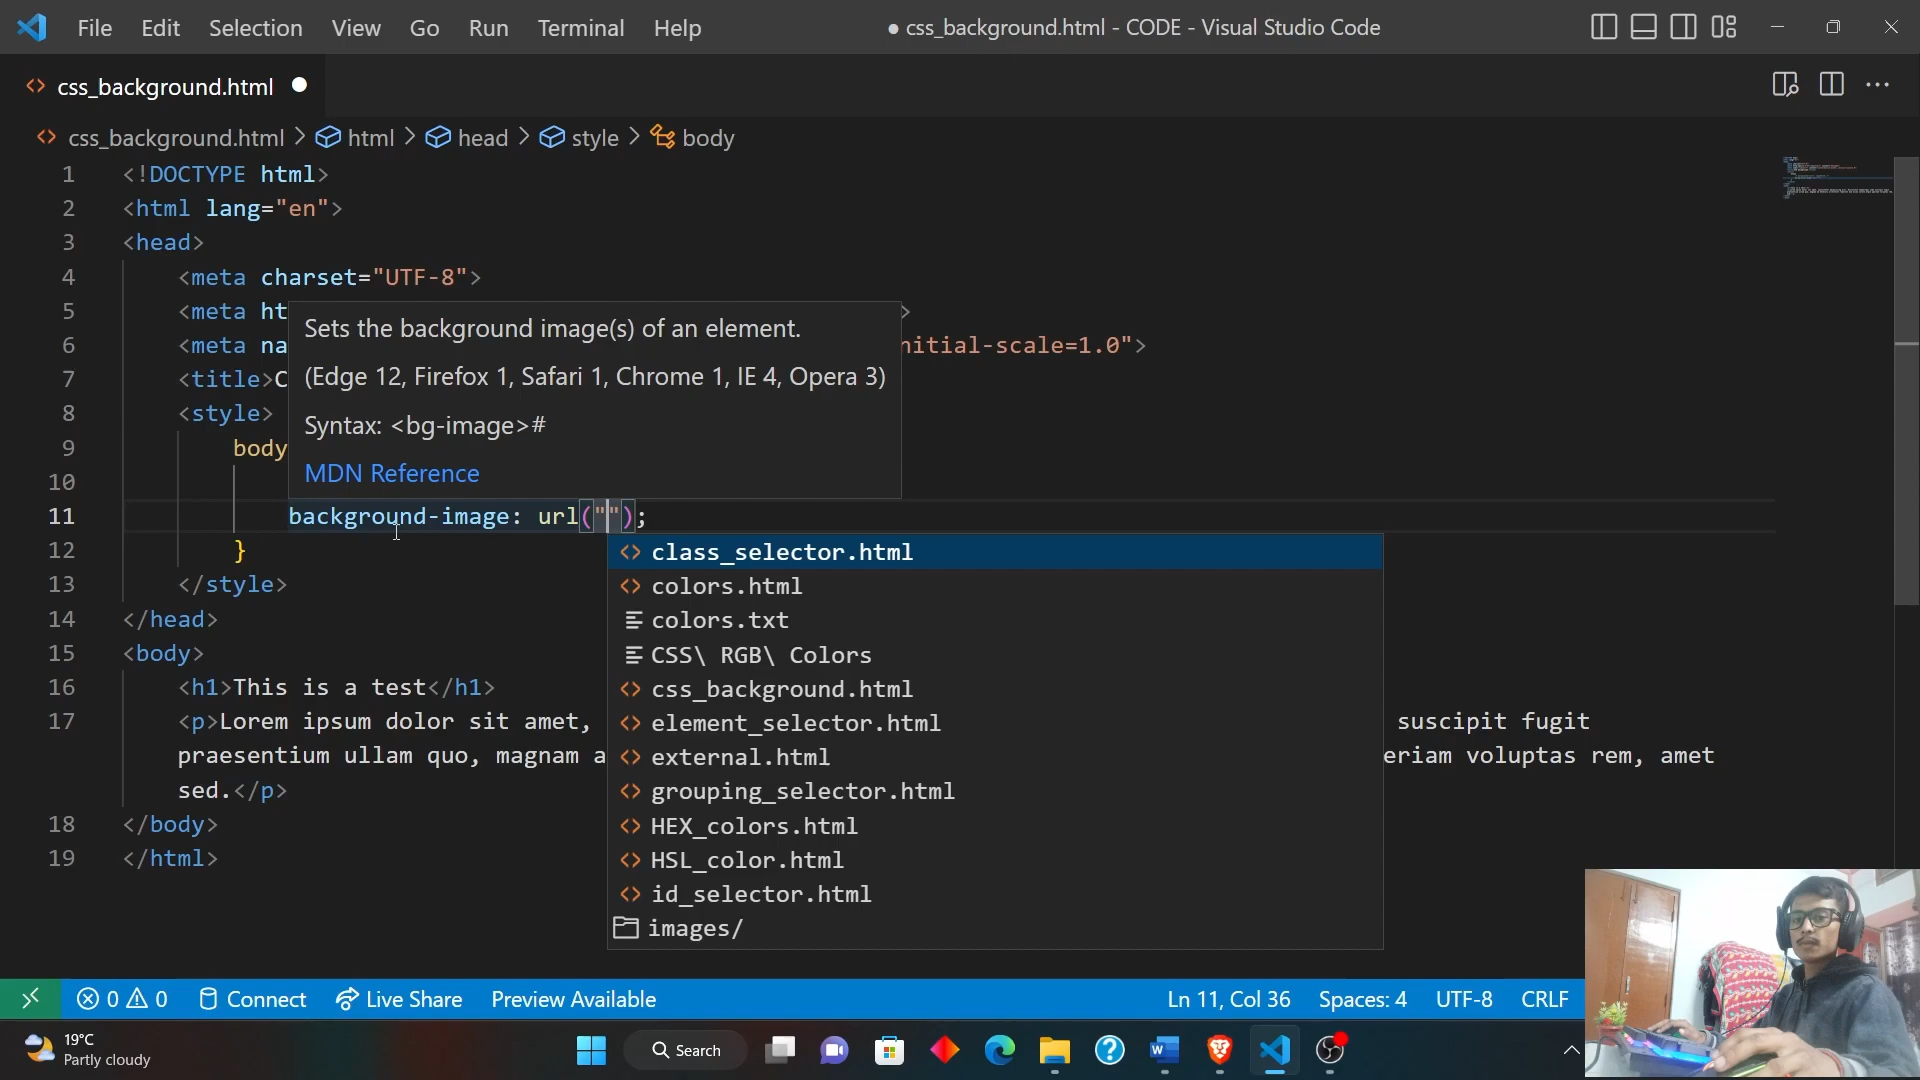 File Edit Selection View Go Run Terminal Help
● css_background.html - CODE - Visual Studio Code
<> css_background.html ●
<> css_background.html > html > head > style > body
1 <!DOCTYPE html>
2 <html lang="en">
3 <head>
4 <meta charset="UTF-8">
5 <meta ht >
6 <meta na nitial-scale=1.0">
7 <title>C
8 <style>
9 body
10
11 background-image: url("");
12 }
13 </style>
14 </head>
15 <body>
16 <h1>This is a test</h1>
17 <p>Lorem ipsum dolor sit amet, suscipit fugit
praesentium ullam quo, magnam a eriam voluptas rem, amet
sed.</p>
18 </body>
19 </html>
Sets the background image(s) of an element.
(Edge 12, Firefox 1, Safari 1, Chrome 1, IE 4, Opera 3)
Syntax: <bg-image>#
MDN Reference
<> class_selector.html
<> colors.html
colors.txt
CSS\ RGB\ Colors
<> css_background.html
<> element_selector.html
<> external.html
<> grouping_selector.html
<> HEX_colors.html
<> HSL_color.html
<> id_selector.html
images/
0 0 Connect Live Share Preview Available Ln 11, Col 36 Spaces: 4 UTF-8 CRLF
19°C
Partly cloudy
Search